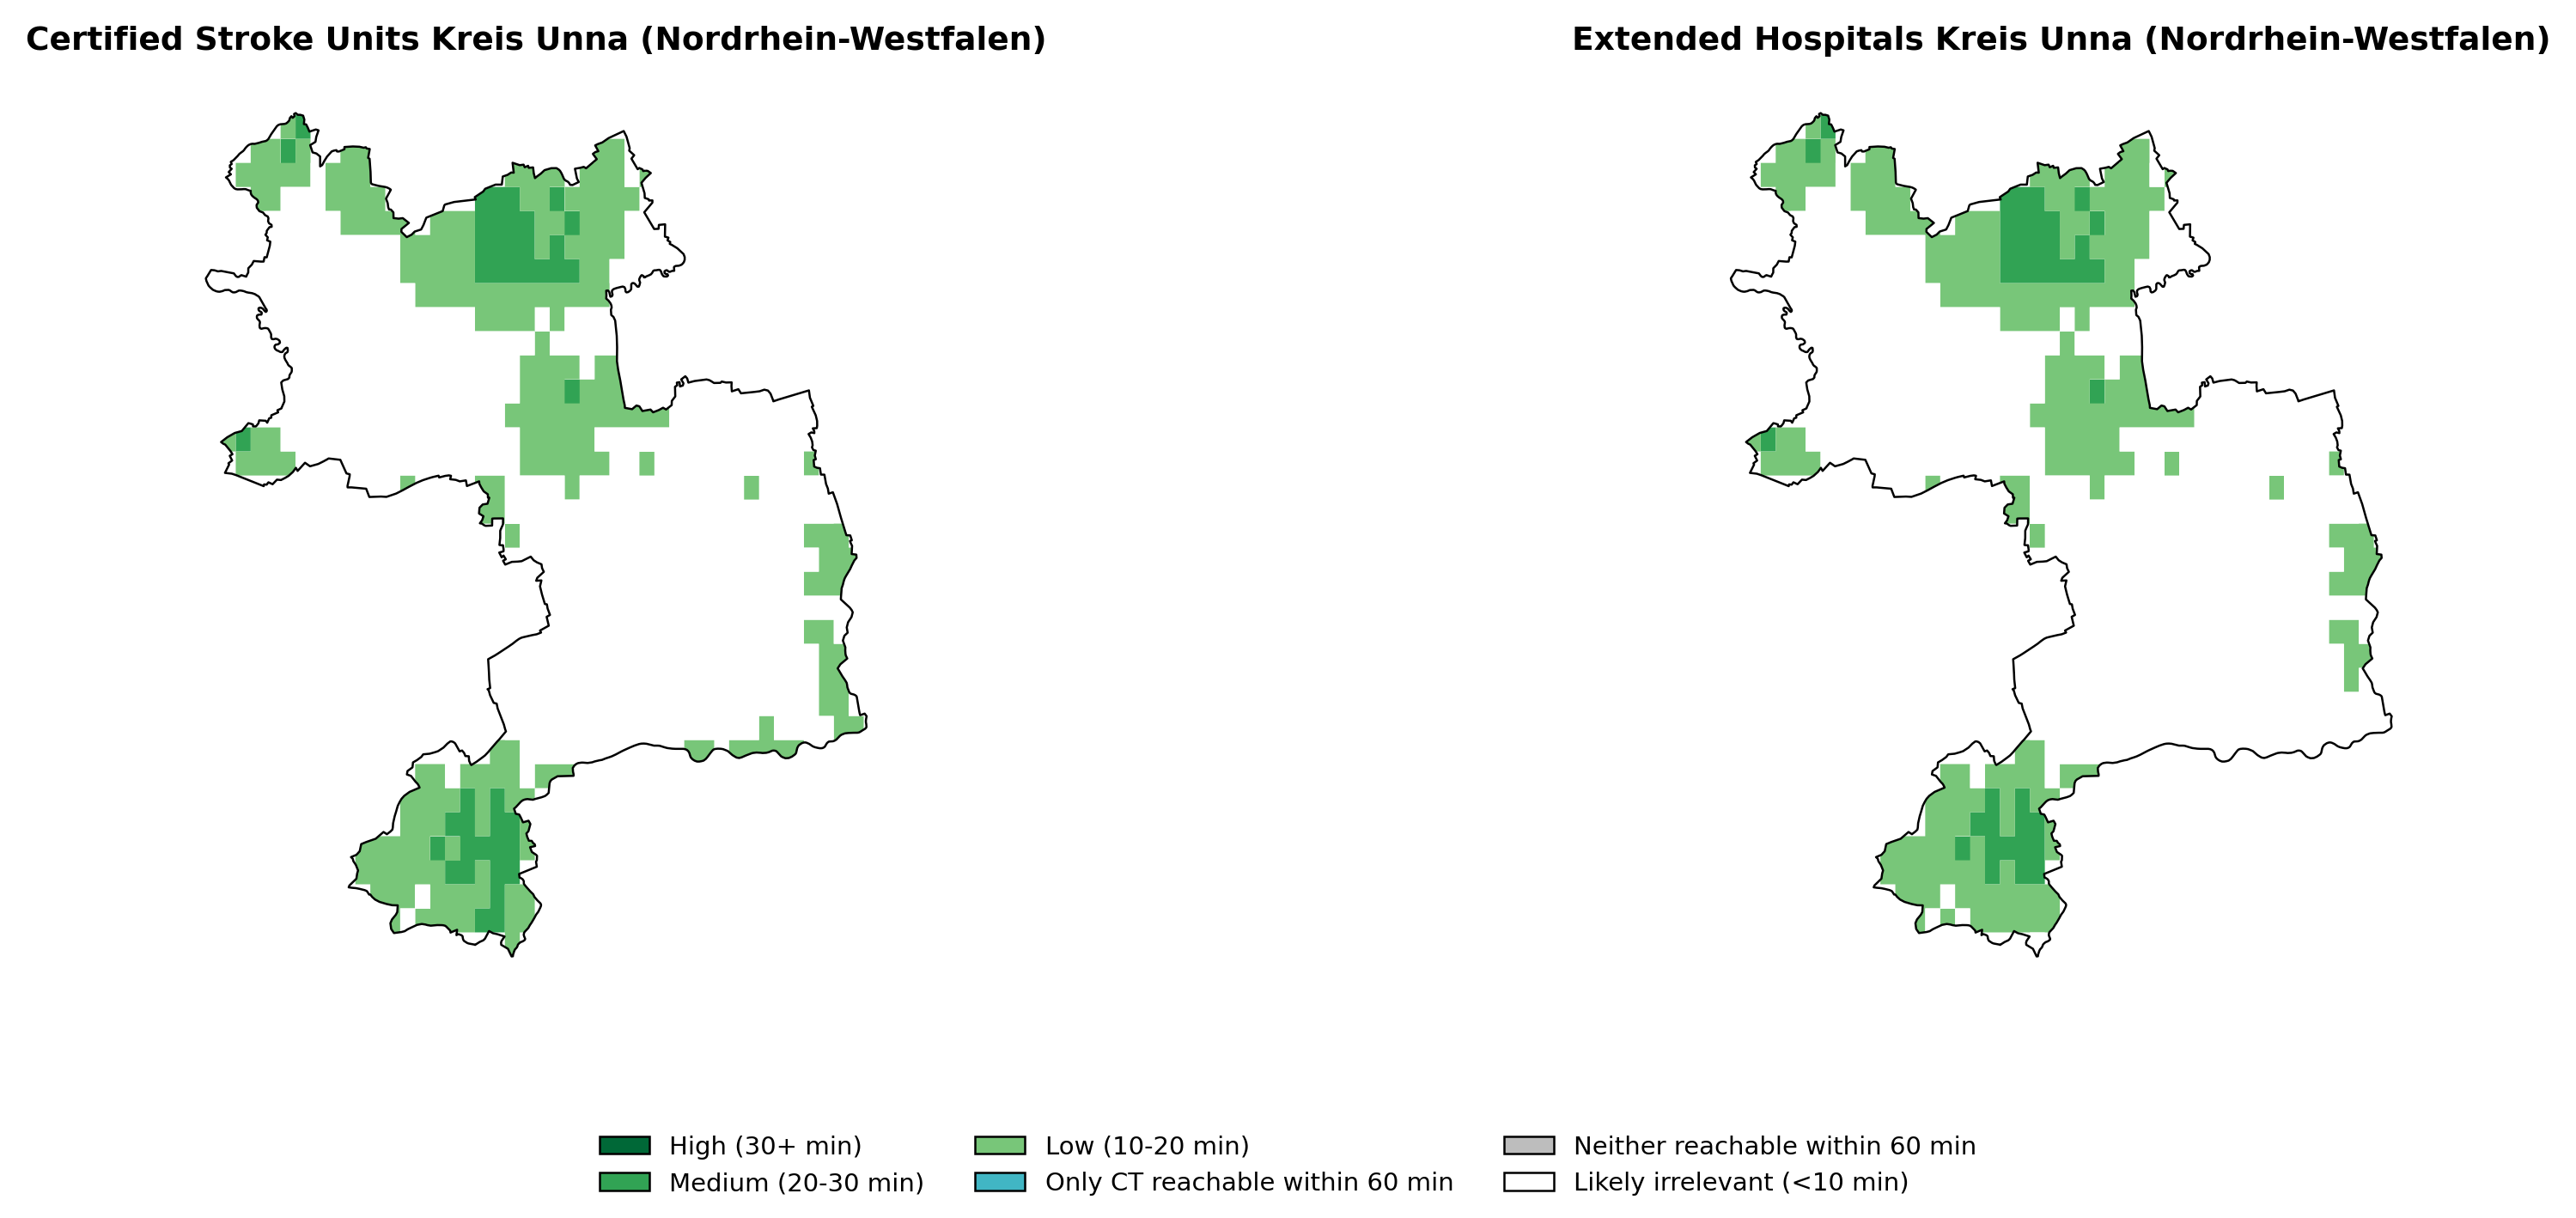 Certified Stroke Units Kreis Unna (Nordrhein-Westfalen)
Extended Hospitals Kreis Unna (Nordrhein-Westfalen)
High (30+ min)
Medium (20-30 min)
Low (10-20 min)
Only CT reachable within 60 min
Neither reachable within 60 min
Likely irrelevant (<10 min)